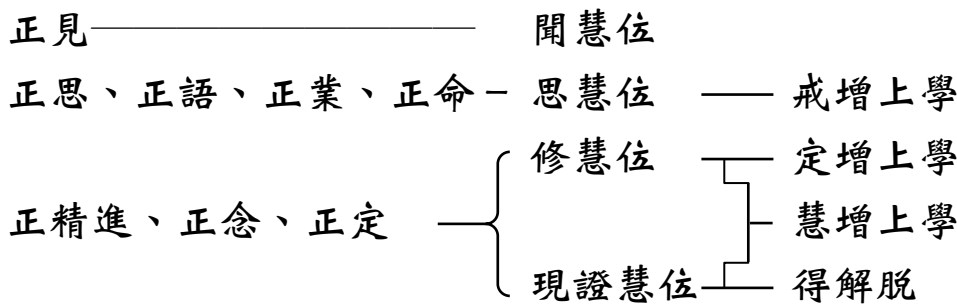 正見 聞慧位
正思、正語、正業、正命 思慧位 戒增上學
修慧位 定增上學
正精進、正念、正定 慧增上學
現證慧位 得解脫